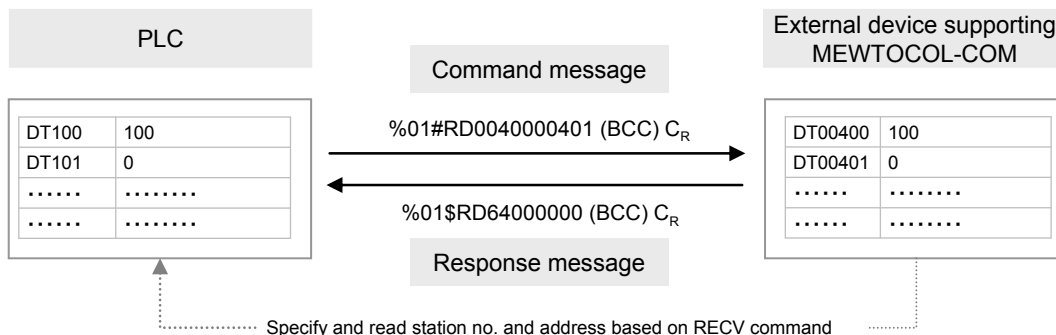 PLC
External device supporting
MEWTOCOL-COM
Command message
%01#RD0040000401 (BCC) CR
DT100 100
DT101 0
...... ........
...... ........
DT00400 100
DT00401 0
...... ........
...... ........
%01$RD64000000 (BCC) CR
Response message
Specify and read station no. and address based on RECV command